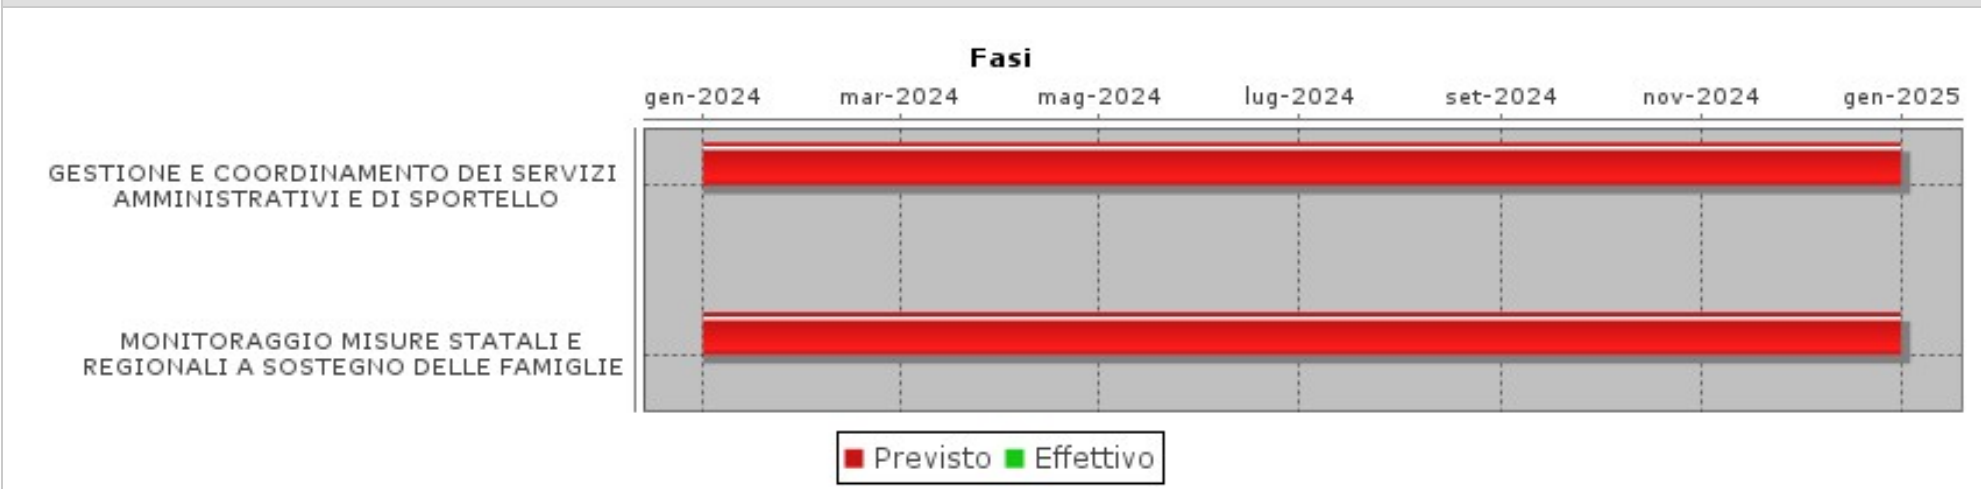 Fasi
gen-2024 mar-2024 mag-2024 lug-2024 set-2024 nov-2024 gen-2025
GESTIONE E COORDINAMENTO DEI SERVIZI
AMMINISTRATIVI E DI SPORTELLO
MONITORAGGIO MISURE STATALI E
REGIONALI A SOSTEGNO DELLE FAMIGLIE
Previsto Effettivo